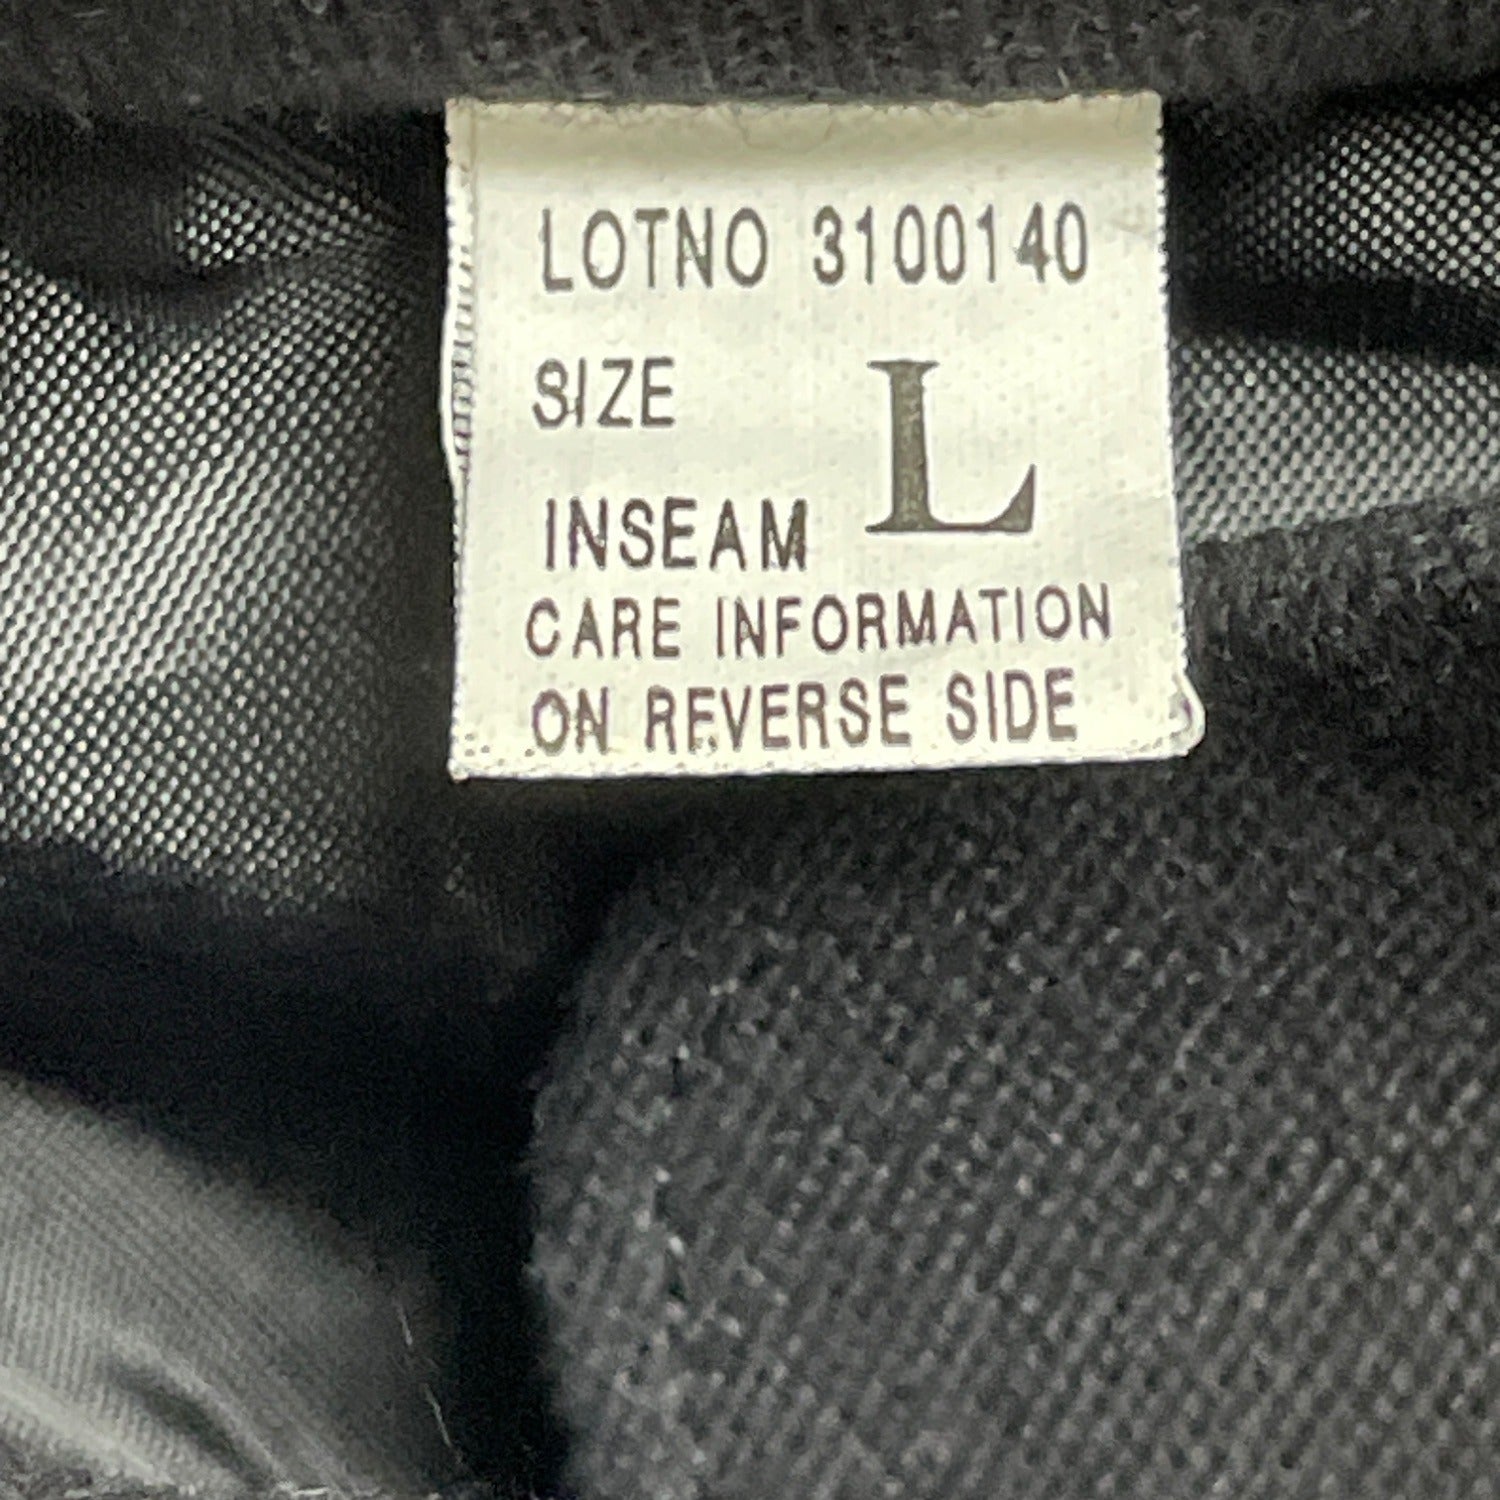 LOTNO 3100140
SIZE L
INSEAM
CARE INFORMATION
ON REVERSE SIDE